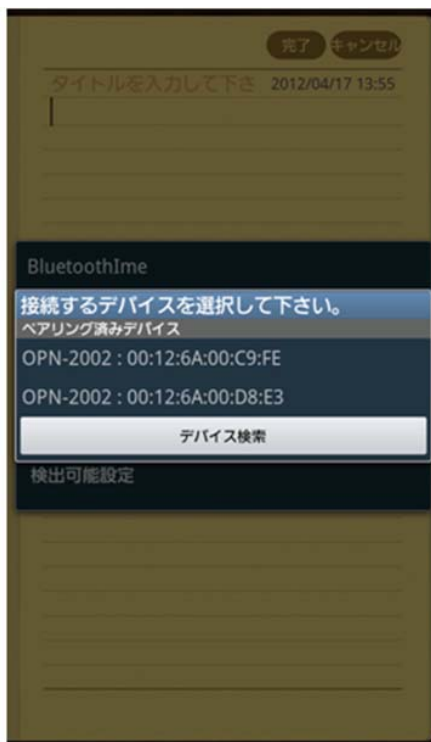 完了 キャンセル
タイトルを入力して下さ 2012/04/17 13:55
BluetoothIme
接続するデバイスを選択して下さい。
ペアリング済みデバイス
OPN-2002 : 00:12:6A:00:C9:FE
OPN-2002 : 00:12:6A:00:D8:E3
デバイス検索
検出可能設定